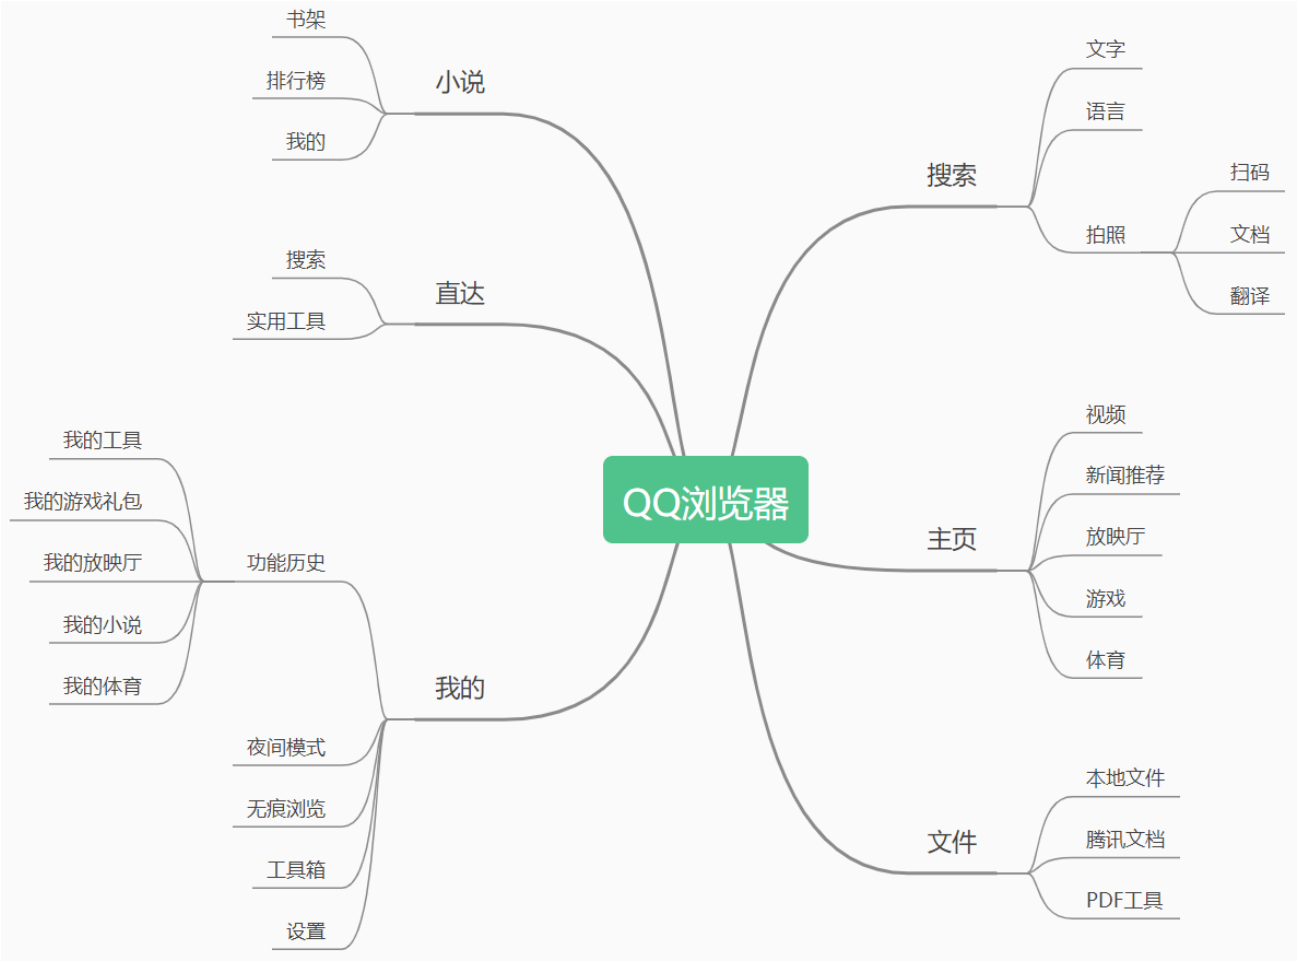 QQ浏览器
搜索
文字
语言
拍照
扫码
文档
翻译
主页
视频
新闻推荐
放映厅
游戏
体育
文件
本地文件
腾讯文档
PDF工具
小说
书架
排行榜
我的
直达
搜索
实用工具
我的
功能历史
我的工具
我的游戏礼包
我的放映厅
我的小说
我的体育
夜间模式
无痕浏览
工具箱
设置